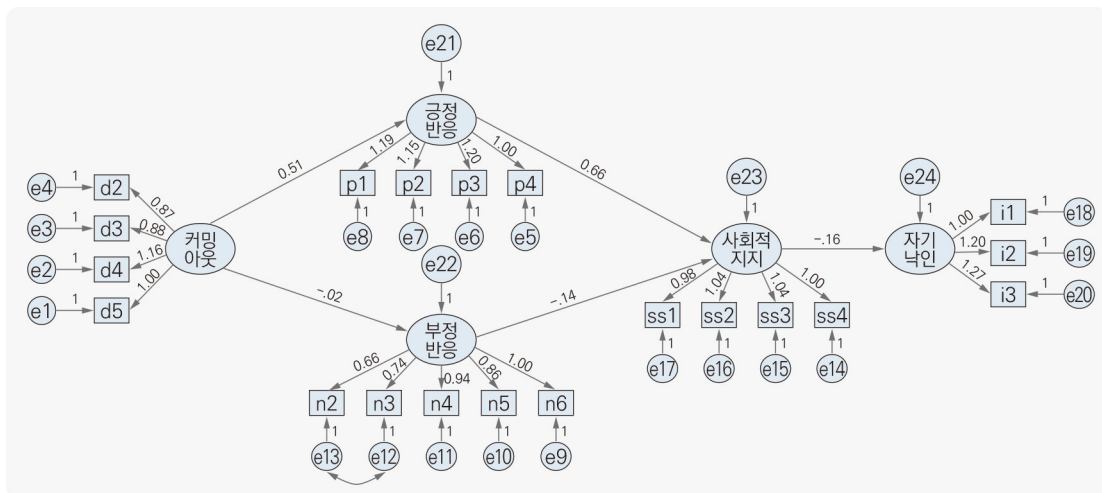 e21
1
긍정
반응
1.19
1.15
1.20
1.00
p1
p2
p3
p4
1
1
1
1
e8
e7
e6
e5
0.51
0.66
e4
1
d2
e3
1
d3
e2
1
d4
e1
1
d5
0.87
0.88
1.16
1.00
커밍
아웃
-.02
e22
1
부정
반응
0.66
0.74
0.94
0.86
1.00
n2
n3
n4
n5
n6
1
1
1
1
1
e13
e12
e11
e10
e9
-.14
e23
1
사회적
지지
0.98
1.04
1.04
1.00
ss1
ss2
ss3
ss4
1
1
1
1
e17
e16
e15
e14
-.16
e24
1
자기
낙인
1.00
1.20
1.27
i1
1
e18
i2
1
e19
i3
1
e20